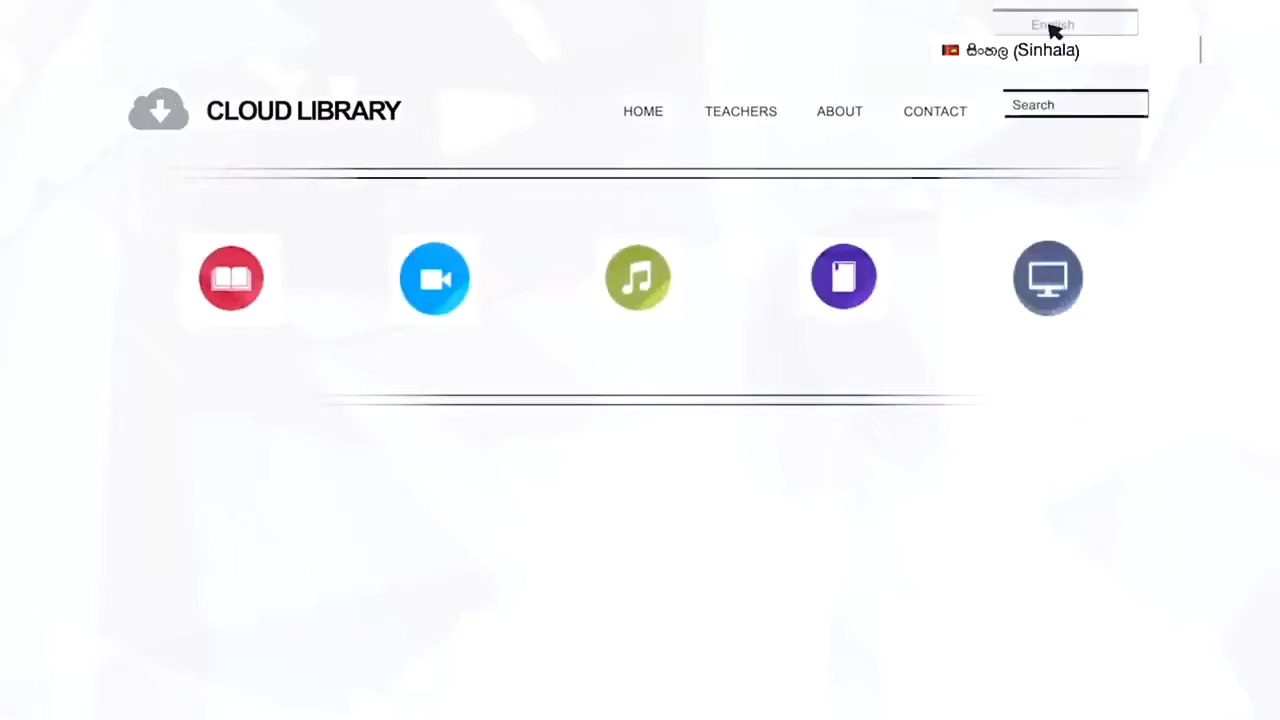 English
සිංහල (Sinhala)
CLOUD LIBRARY
HOME TEACHERS ABOUT CONTACT Search